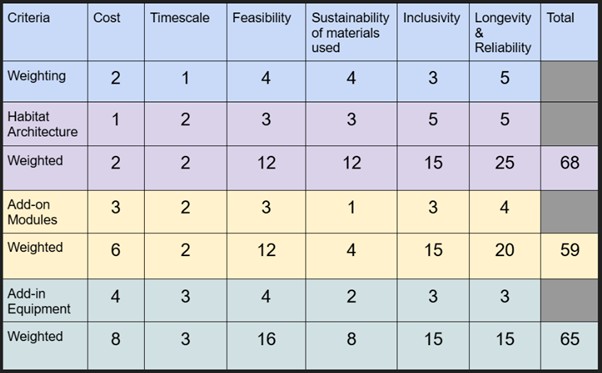 Criteria Cost Timescale Feasibility Sustainability of materials used Inclusivity Longevity & Reliability Total
Weighting 2 1 4 4 3 5
Habitat Architecture 1 2 3 3 5 5
Weighted 2 2 12 12 15 25 68
Add-on Modules 3 2 3 1 3 4
Weighted 6 2 12 4 15 20 59
Add-in Equipment 4 3 4 2 3 3
Weighted 8 3 16 8 15 15 65